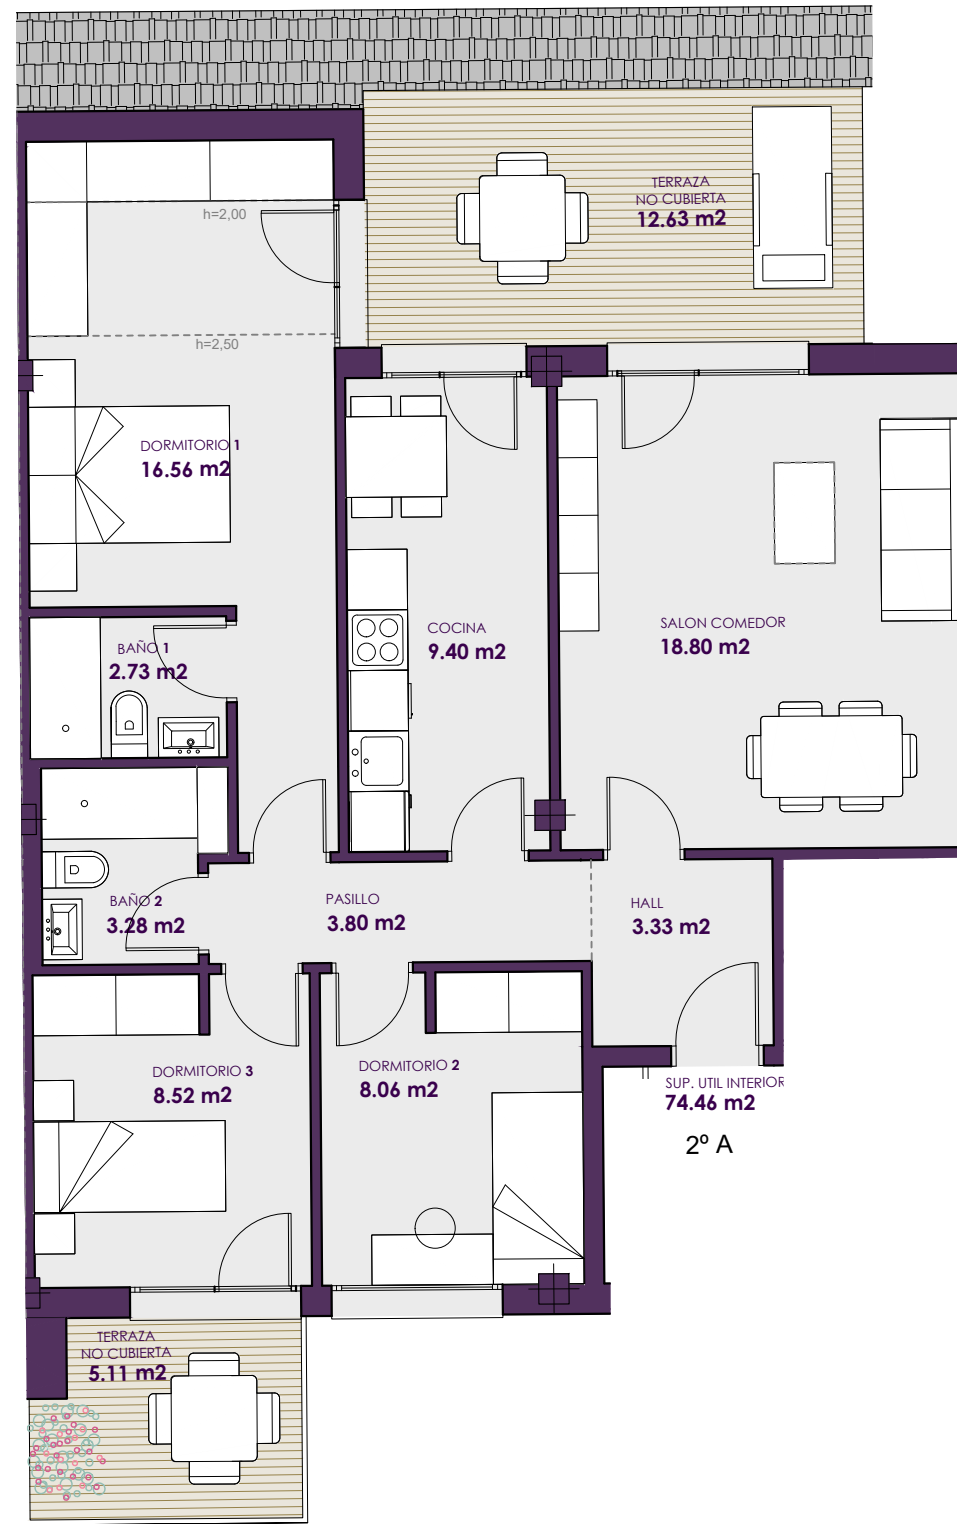 TERRAZA
NO CUBIERTA
12.63 m2
h=2,00
h=2,50
DORMITORIO 1
16.56 m2
COCINA
9.40 m2
SALON COMEDOR
18.80 m2
BAÑO 1
2.73 m2
BAÑO 2
3.28 m2
PASILLO
3.80 m2
HALL
3.33 m2
DORMITORIO 3
8.52 m2
DORMITORIO 2
8.06 m2
SUP. UTIL INTERIOR
74.46 m2
2º A
TERRAZA
NO CUBIERTA
5.11 m2